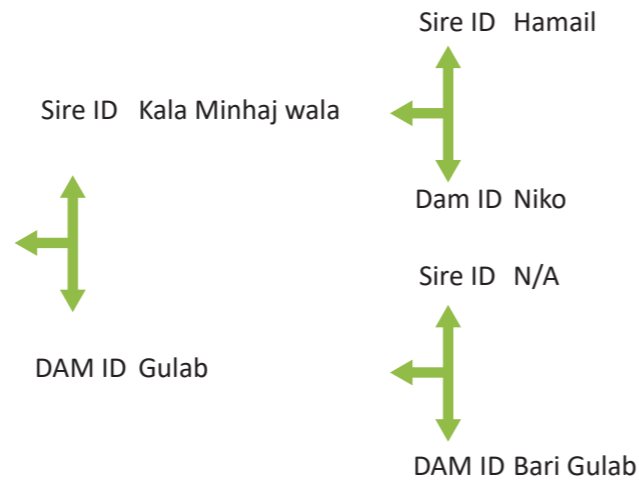 Sire ID Hamail
Sire ID Kala Minhaj wala
Dam ID Niko
Sire ID N/A
DAM ID Gulab
DAM ID Bari Gulab